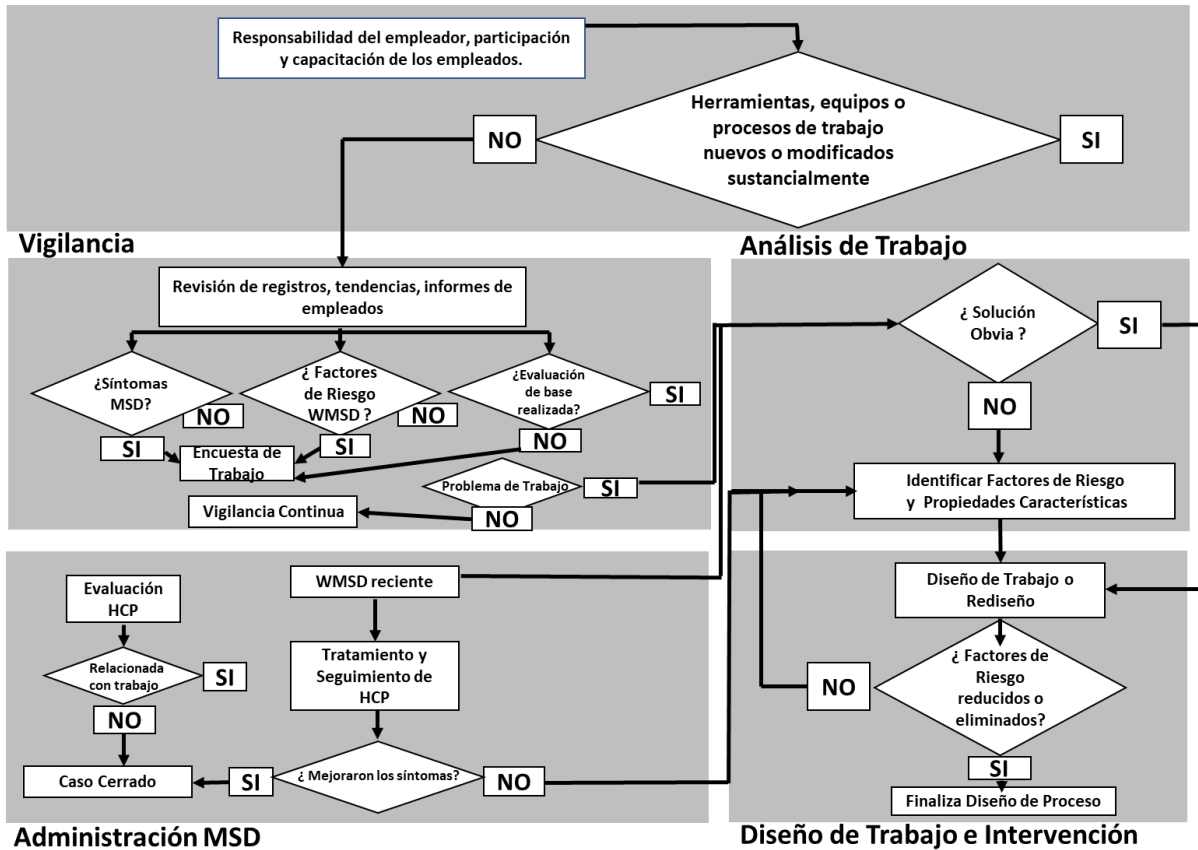 Responsabilidad del empleador, participación
y capacitación de los empleados.
Herramientas, equipos o
procesos de trabajo
nuevos o modificados
sustancialmente
NO
SI
Vigilancia
Análisis de Trabajo
Revisión de registros, tendencias, informes de
empleados
¿Síntomas
MSD?
NO
SI
¿ Factores
de Riesgo
WMSD ?
NO
SI
¿Evaluación
de base
realizada?
SI
NO
Encuesta de
Trabajo
Problema de Trabajo
SI
NO
Vigilancia Continua
¿ Solución
Obvia ?
SI
NO
Identificar Factores de Riesgo
y Propiedades Características
Evaluación
HCP
Relacionada
con trabajo
SI
NO
Caso Cerrado
WMSD reciente
Tratamiento y
Seguimiento de
HCP
¿ Mejoraron los síntomas?
SI
NO
Diseño de Trabajo o
Rediseño
¿ Factores de
Riesgo
reducidos o
eliminados?
NO
SI
Finaliza Diseño de Proceso
Administración MSD
Diseño de Trabajo e Intervención